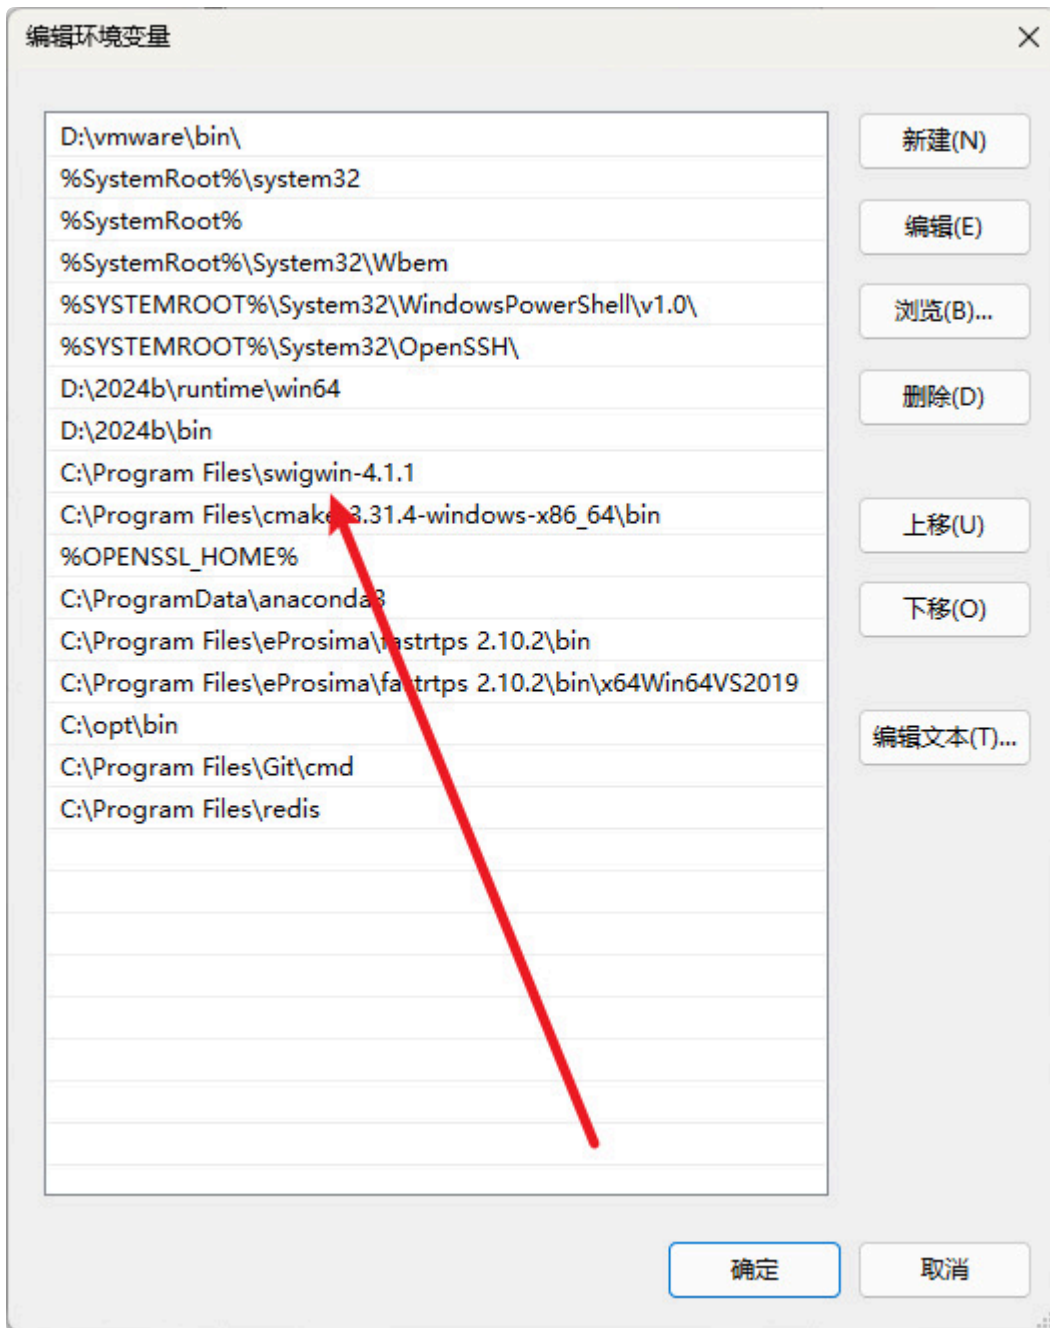 编辑环境变量
D:\vmware\bin\
新建(N)
%SystemRoot%\system32
%SystemRoot%
编辑(E)
%SystemRoot%\System32\Wbem
%SYSTEMROOT%\System32\WindowsPowerShell\v1.0\
浏览(B)...
%SYSTEMROOT%\System32\OpenSSH\
D:\2024b\runtime\win64
删除(D)
D:\2024b\bin
C:\Program Files\swigwin-4.1.1
C:\Program Files\cmake-3.31.4-windows-x86_64\bin
上移(U)
%OPENSSL_HOME%
C:\ProgramData\anaconda3
下移(O)
C:\Program Files\eProsima\fastrtps 2.10.2\bin
C:\Program Files\eProsima\fastrtps 2.10.2\bin\x64Win64VS2019
C:\opt\bin
编辑文本(T)...
C:\Program Files\Git\cmd
C:\Program Files\redis
确定
取消